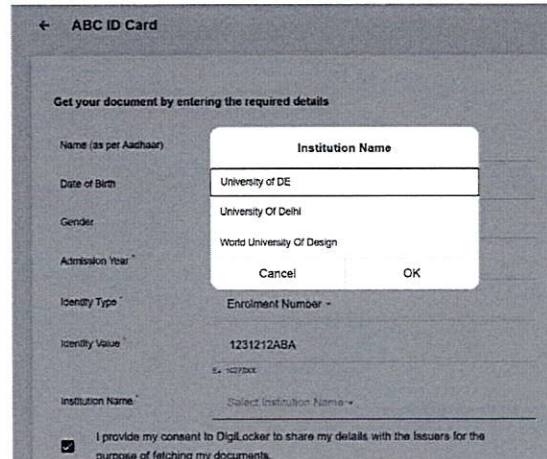 ← ABC ID Card
Get your document by entering the required details
Name (as per Aadhaar)
Institution Name
Date of Birth
University of DE
Gender
University Of Delhi
World University Of Design
Admission Year *
Cancel OK
Identity Type * Enrolment Number
Identity Value * 1231212ABA
Institution Name * Select Institution Name
I provide my consent to DigiLocker to share my details with the Issuers for the
purpose of fetching my documents.